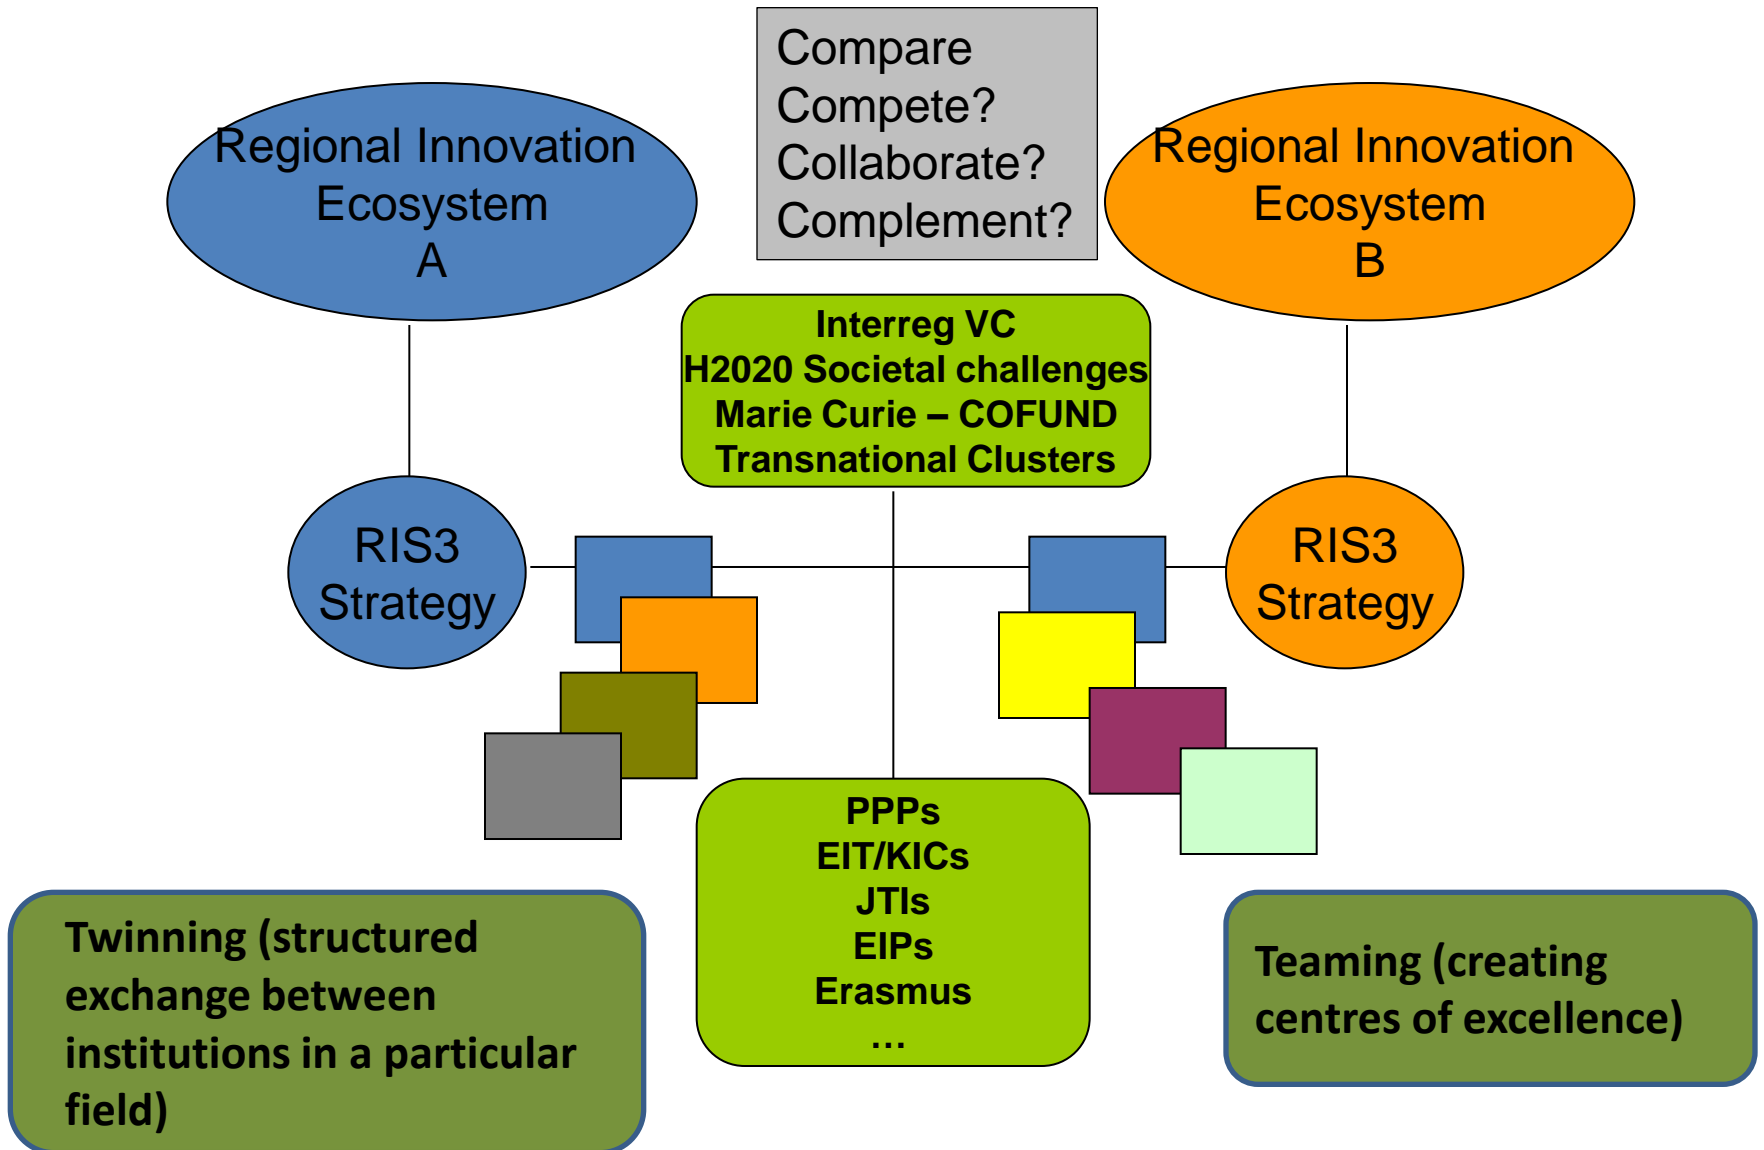 Compare
Compete?
Collaborate?
Complement?
Regional Innovation
Ecosystem
A
Regional Innovation
Ecosystem
B
Interreg VC
H2020 Societal challenges
Marie Curie – COFUND
Transnational Clusters
RIS3
Strategy
RIS3
Strategy
PPPs
EIT/KICs
JTIs
EIPs
Erasmus
…
Twinning (structured
exchange between
institutions in a particular
field)
Teaming (creating
centres of excellence)